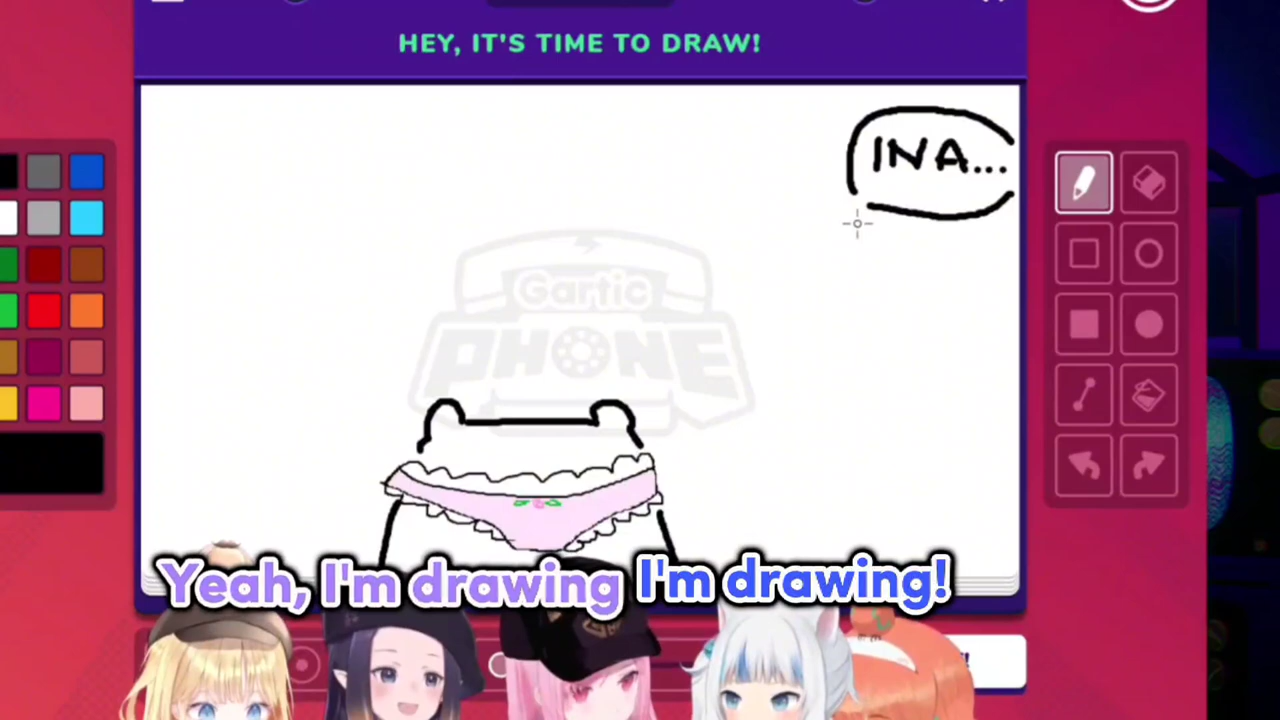 HEY, IT'S TIME TO DRAW!
INA...
Gartic
PHONE
Yeah, I'm drawing I'm drawing!